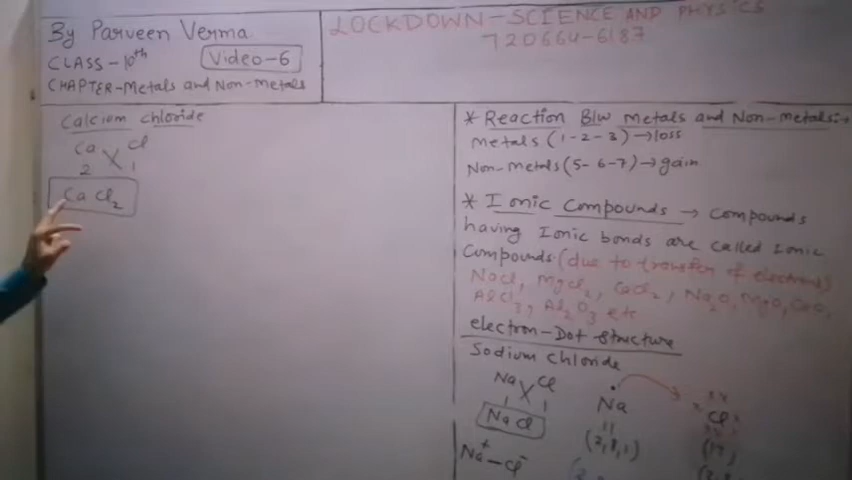 By Parveen Verma
CLASS-10th Video-6
CHAPTER-Metals and Non-metals
LOCKDOWN-SCIENCE AND PHYSICS
720664-6187
Calcium chloride
Ca Cl
2 1
CaCl2
* Reaction B/w metals and Non-metals:→
metals (1-2-3)→loss
Non-metals (5-6-7)→gain
* Ionic Compounds → Compounds
having Ionic bonds are called Ionic
Compounds. (due to transfer of electrons)
NaCl, MgCl2, CaCl2, Na2O, MgO, CaO,
AlCl3, Al2O3 etc
electron-Dot structure
Sodium chloride
Na Cl
1 1
NaCl
Na Cl
11 (17)
(2,8,1)
Na+-Cl-